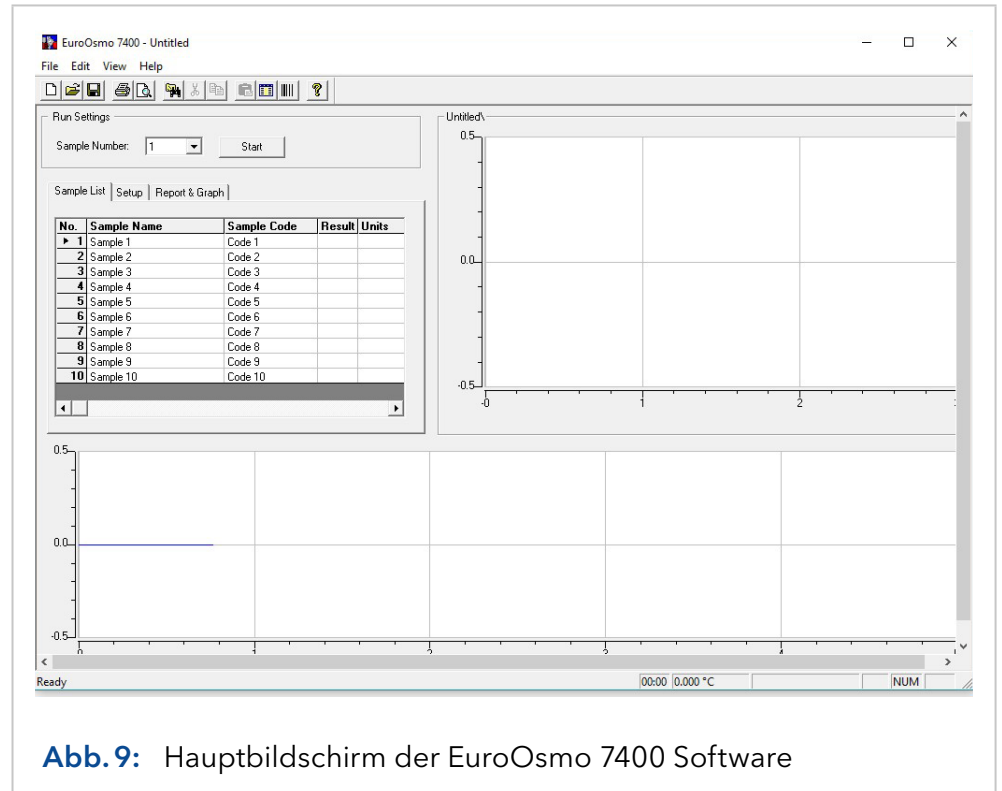 EuroOsmo 7400 - Untitled
File Edit View Help
Run Settings
Sample Number: 1 Start
Sample List Setup Report & Graph
No. Sample Name Sample Code Result Units
1 Sample 1 Code 1
2 Sample 2 Code 2
3 Sample 3 Code 3
4 Sample 4 Code 4
5 Sample 5 Code 5
6 Sample 6 Code 6
7 Sample 7 Code 7
8 Sample 8 Code 8
9 Sample 9 Code 9
10 Sample 10 Code 10
Untitled\
0.5
0.0
-0.5
-0 1 2
0.5
0.0
-0.5
0 1 2 3 4
Ready 00:00 0.000 °C NUM
Abb. 9: Hauptbildschirm der EuroOsmo 7400 Software